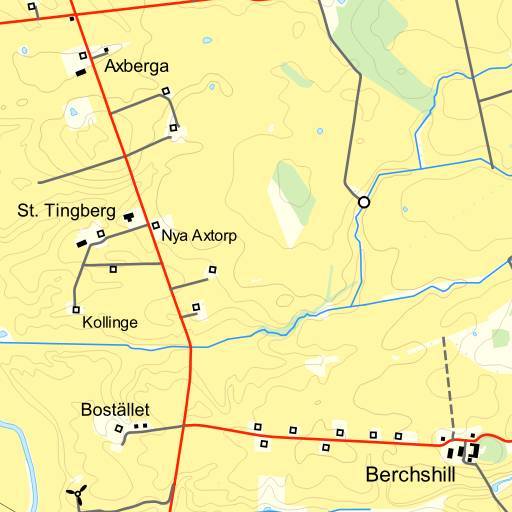 Axberga
St. Tingberg
Nya Axtorp
Kollinge
Bostället
Berchshill